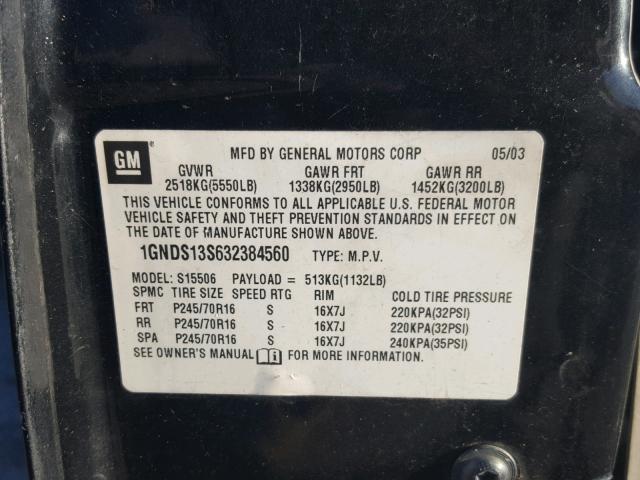 GM ®
MFD BY GENERAL MOTORS CORP 05/03
GVWR GAWR FRT GAWR RR
2518KG(5550LB) 1338KG(2950LB) 1452KG(3200LB)
THIS VEHICLE CONFORMS TO ALL APPLICABLE U.S. FEDERAL MOTOR
VEHICLE SAFETY AND THEFT PREVENTION STANDARDS IN EFFECT ON
THE DATE OF MANUFACTURE SHOWN ABOVE.
1GNDS13S632384560 TYPE: M.P.V.
MODEL: S15506 PAYLOAD = 513KG(1132LB)
SPMC TIRE SIZE SPEED RTG RIM COLD TIRE PRESSURE
FRT P245/70R16 S 16X7J 220KPA(32PSI)
RR P245/70R16 S 16X7J 220KPA(32PSI)
SPA P245/70R16 S 16X7J 240KPA(35PSI)
SEE OWNER'S MANUAL FOR MORE INFORMATION.